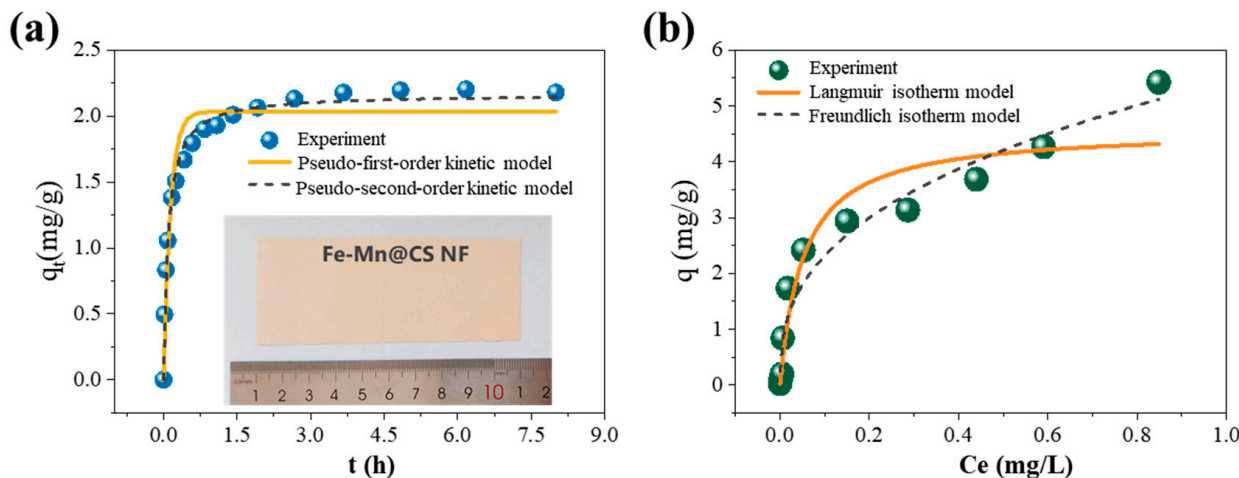 (a)
2.5
2.0
1.5
1.0
0.5
0.0
qt(mg/g)
Experiment
Pseudo-first-order kinetic model
Pseudo-second-order kinetic model
Fe-Mn@CS NF
0.5mm
1 2 3 4 5 6 7 8 9 10 1 2
0.0 1.5 3.0 4.5 6.0 7.5 9.0
t (h)
(b)
6
5
4
3
2
1
0
q (mg/g)
Experiment
Langmuir isotherm model
Freundlich isotherm model
0.0 0.2 0.4 0.6 0.8 1.0
Ce (mg/L)